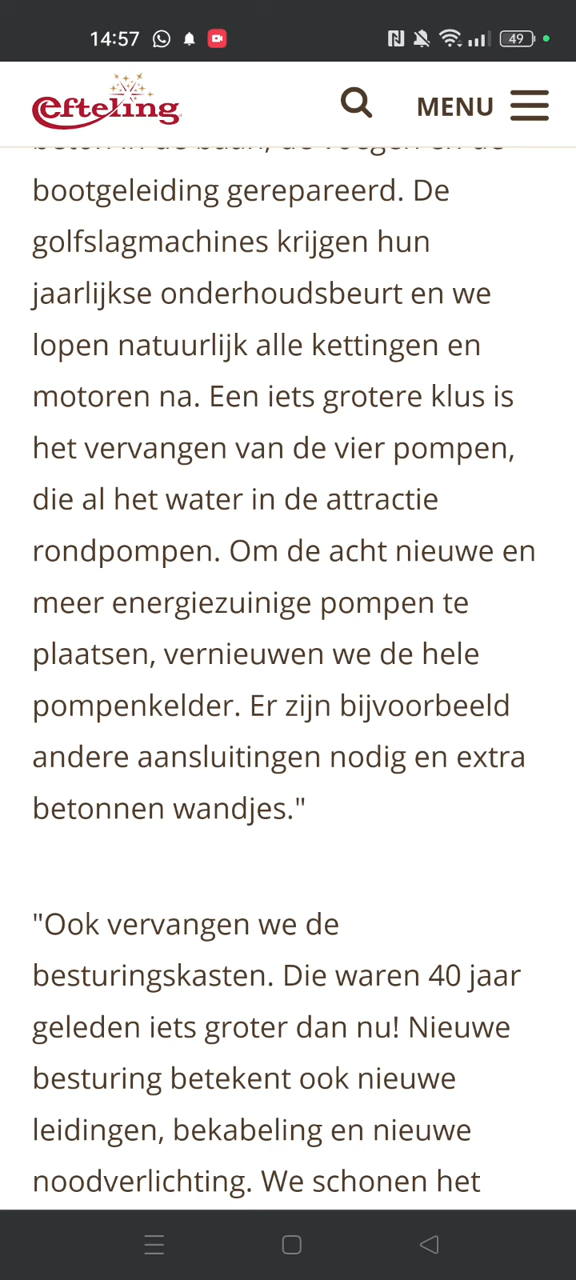 14:57
49
efteling
MENU
bootgeleiding gerepareerd. De
golfslagmachines krijgen hun
jaarlijkse onderhoudsbeurt en we
lopen natuurlijk alle kettingen en
motoren na. Een iets grotere klus is
het vervangen van de vier pompen,
die al het water in de attractie
rondpompen. Om de acht nieuwe en
meer energiezuinige pompen te
plaatsen, vernieuwen we de hele
pompenkelder. Er zijn bijvoorbeeld
andere aansluitingen nodig en extra
betonnen wandjes."
"Ook vervangen we de
besturingskasten. Die waren 40 jaar
geleden iets groter dan nu! Nieuwe
besturing betekent ook nieuwe
leidingen, bekabeling en nieuwe
noodverlichting. We schonen het